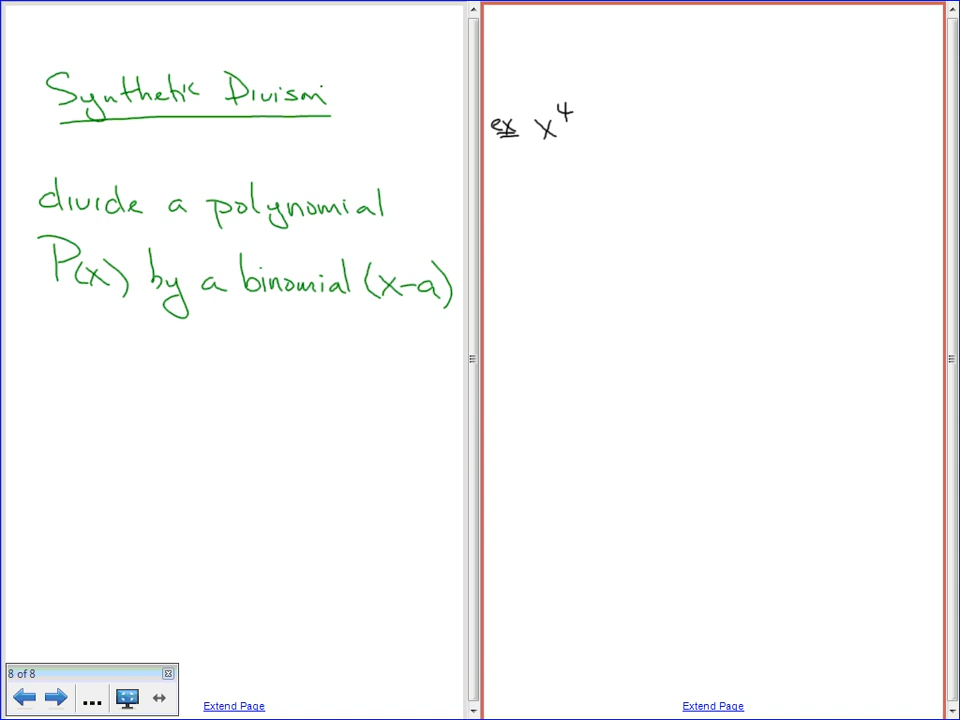 Synthetic Division
divide a polynomial
P(x) by a binomial (x-a)
ex x⁴
8 of 8
...
Extend Page
Extend Page